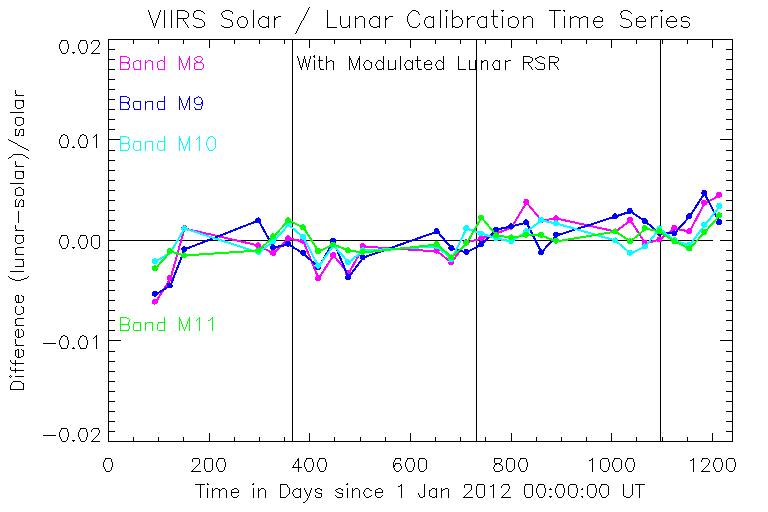 VIIRS Solar / Lunar Calibration Time Series
0.02
Band M8
With Modulated Lunar RSR
Band M9
0.01
Band M10
Difference (lunar-solar)/solar
0.00
Band M11
-0.01
-0.02
0 200 400 600 800 1000 1200
Time in Days since 1 Jan 2012 00:00:00 UT